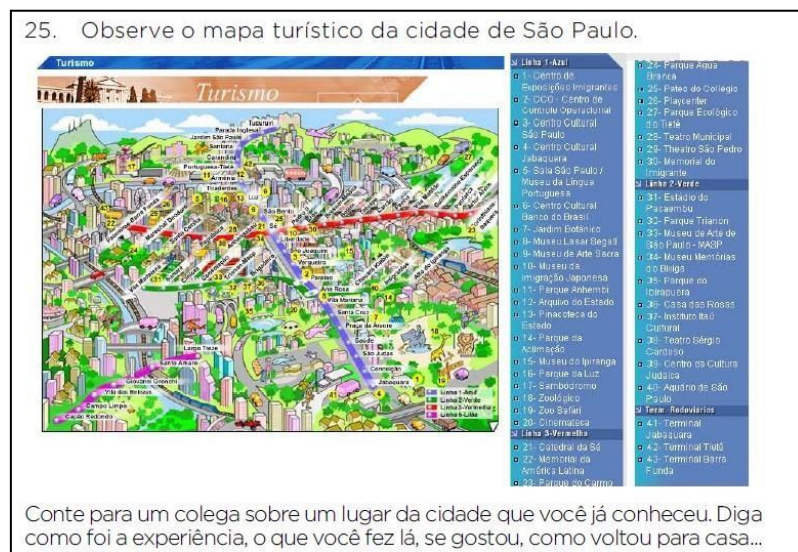 25. Observe o mapa turístico da cidade de São Paulo.
Turismo
Turismo
Tucuruvi
Parada Inglesa
Jardim São Paulo
Santana
Carandiru
Portuguesa-Tietê
Armênia
Tiradentes
Luz
São Bento
Sé
Liberdade
São Joaquim
Vergueiro
Paraíso
Ana Rosa
Vila Mariana
Santa Cruz
Praça da Árvore
Saúde
São Judas
Conceição
Jabaquara
Largo Treze
Santo Amaro
Giovanni Gronchi
Vila das Belezas
Campo Limpo
Capão Redondo
Linha 1-Azul
Linha 2-Verde
Linha 3-Vermelha
Linha 5-Lilás
Linha 1-Azul
1- Centro de
Exposições Imigrantes
2- CCO - Centro de
Controle Operacional
3- Centro Cultural
São Paulo
4- Centro Cultural
Jabaquara
5- Sala São Paulo /
Museu da Língua
Portuguesa
6- Centro Cultural
Banco do Brasil
7- Jardim Botânico
8- Museu Lasar Segall
9- Museu de Arte Sacra
10- Museu da
Imigração Japonesa
11- Parque Anhembi
12- Arquivo do Estado
13- Pinacoteca do
Estado
14- Parque da
Aclimação
15- Museu do Ipiranga
16- Parque da Luz
17- Sambódromo
18- Zoológico
19- Zoo Safari
20- Cinemateca
Linha 3-Vermelha
21- Catedral da Sé
22- Memorial da
América Latina
23- Parque do Carmo
24- Parque Água
Branca
25- Pateo do Collegio
26- Playcenter
27- Parque Ecológico
do Tietê
28- Teatro Municipal
29- Theatro São Pedro
30- Memorial do
Imigrante
Linha 2-Verde
31- Estádio do
Pacaembu
32- Parque Trianon
33- Museu de Arte de
São Paulo - MASP
34- Museu Memórias
do Bixiga
35- Parque do
Ibirapuera
36- Casa das Rosas
37- Instituto Itaú
Cultural
38- Teatro Sérgio
Cardoso
39- Centro da Cultura
Judaica
40- Aquário de São
Paulo
Term. Rodoviários
41- Terminal
Jabaquara
42- Terminal Tietê
43- Terminal Barra
Funda
Conte para um colega sobre um lugar da cidade que você já conheceu. Diga
como foi a experiência, o que você fez lá, se gostou, como voltou para casa...